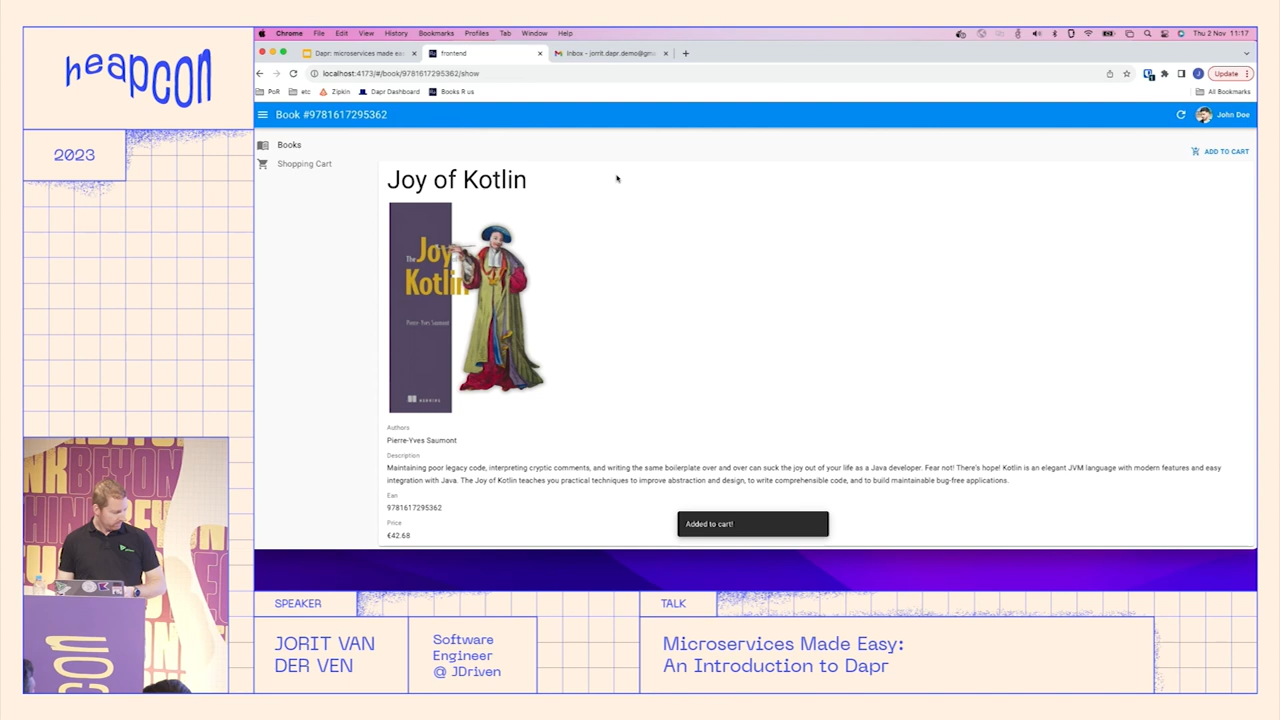 heapcon
2023
Chrome File Edit View History Bookmarks Profiles Tab Window Help
Thu 2 Nov 11:17
Dapr: microservices made ea
frontend
Inbox - jorrit.dapr.demo@gm
localhost:4173/#/book/9781617295362/show
Update
PoR
etc
Zipkin
Dapr Dashboard
Books R us
All Bookmarks
Book #9781617295362
John Doe
Books
Shopping Cart
ADD TO CART
Joy of Kotlin
The Joy
Kotlin
Pierre-Yves Saumont
MANNING
Authors
Pierre-Yves Saumont
Description
Maintaining poor legacy code, interpreting cryptic comments, and writing the same boilerplate over and over can suck the joy out of your life as a Java developer. Fear not! There's hope! Kotlin is an elegant JVM language with modern features and easy
integration with Java. The Joy of Kotlin teaches you practical techniques to improve abstraction and design, to write comprehensible code, and to build maintainable bug-free applications.
Ean
9781617295362
Price
€42.68
Added to cart!
NK BEYON
SPEAKER
JORIT VAN
DER VEN
Software
Engineer
@ JDriven
TALK
Microservices Made Easy:
An Introduction to Dapr